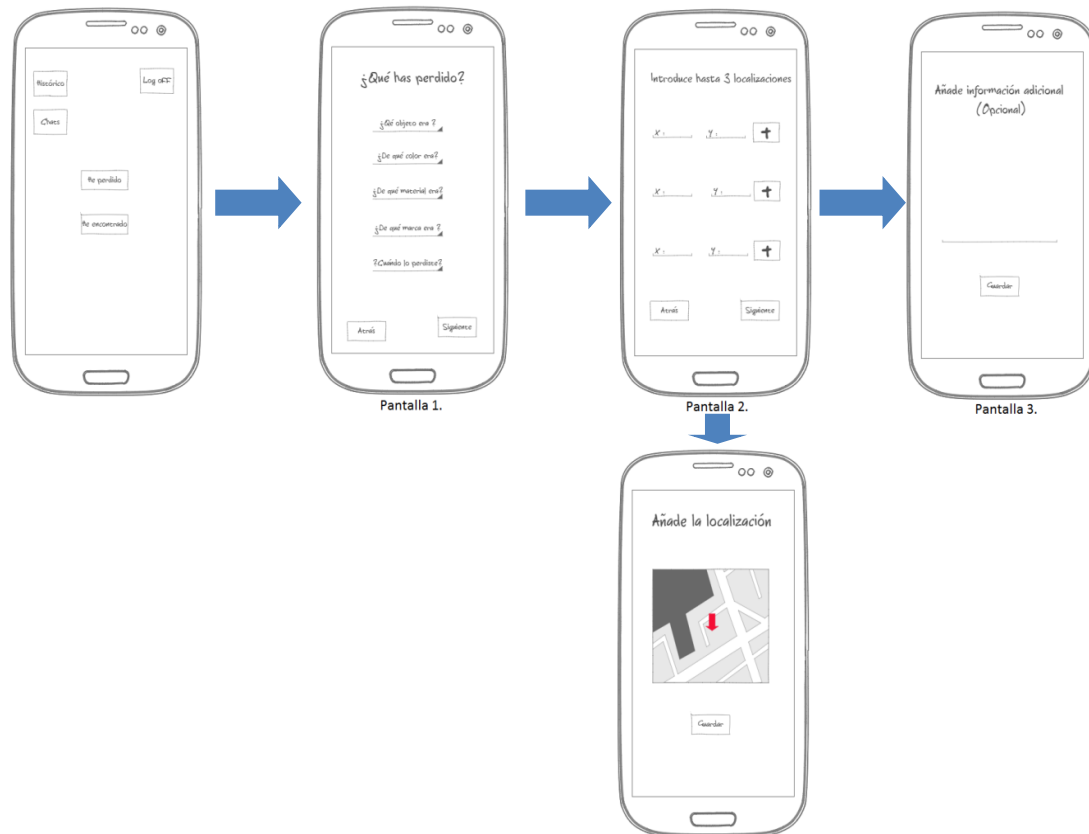 Histórico
Log off
Chats
He perdido
He encontrado
¿Qué has perdido?
¿Qé objeto era ?
¿De qué color era?
¿De qué material era?
¿De qué marca era ?
?Cuándo lo perdiste?
Atrás
Siguiente
Pantalla 1.
Introduce hasta 3 localizaciones
x: y: +
x: y: +
x: y: +
Atrás
Siguiente
Pantalla 2.
Añade información adicional
(Opcional)
Guardar
Pantalla 3.
Añade la localización
Guardar